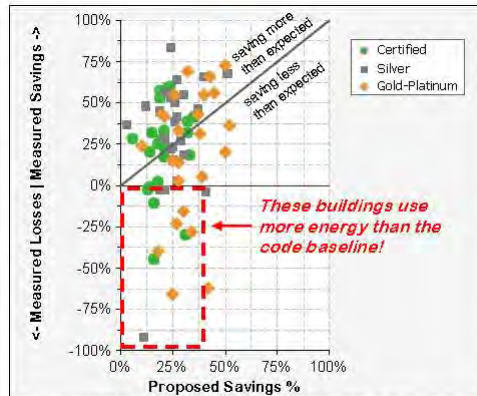 <- Measured Losses | Measured Savings ->
100%
75%
50%
25%
0%
-25%
-50%
-75%
-100%
saving more
than expected
saving less
than expected
Certified
Silver
Gold-Platinum
These buildings use
more energy than the
code baseline!
0%
25%
50%
75%
100%
Proposed Savings %